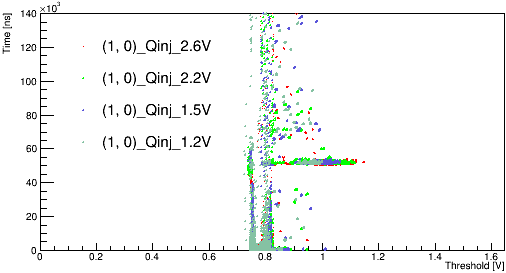 ×10³
Time [ns]
140
120
100
80
60
40
20
0
(1, 0)_Qinj_2.6V
(1, 0)_Qinj_2.2V
(1, 0)_Qinj_1.5V
(1, 0)_Qinj_1.2V
0 0.2 0.4 0.6 0.8 1 1.2 1.4 1.6
Threshold [V]